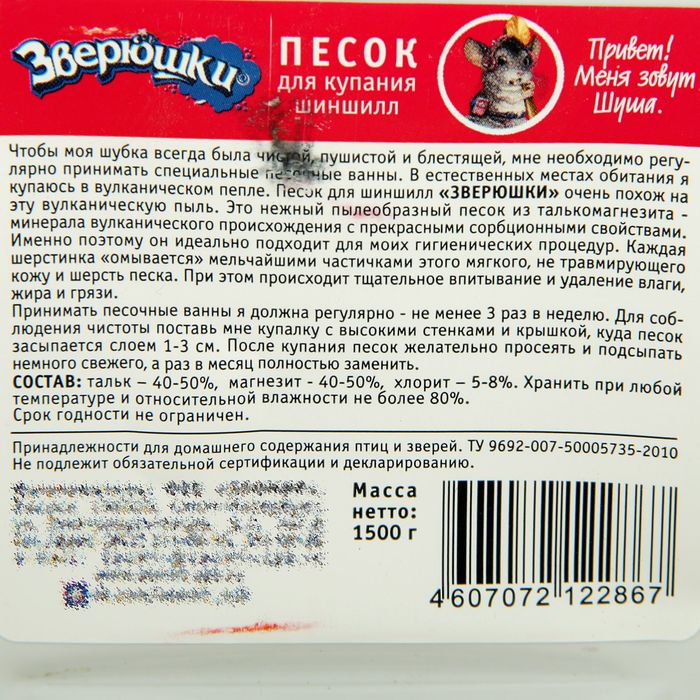 Зверюшки
ПЕСОК
для купания
шиншилл
Привет!
Меня зовут
Шуша.
Чтобы моя шубка всегда была чистой, пушистой и блестящей, мне необходимо регу-
лярно принимать специальные песочные ванны. В естественных местах обитания я
купаюсь в вулканическом пепле. Песок для шиншилл «ЗВЕРЮШКИ» очень похож на
эту вулканическую пыль. Это нежный пылеобразный песок из талькомагнезита -
минерала вулканического происхождения с прекрасными сорбционными свойствами.
Именно поэтому он идеально подходит для моих гигиенических процедур. Каждая
шерстинка «омывается» мельчайшими частичками этого мягкого, не травмирующего
кожу и шерсть песка. При этом происходит тщательное впитывание и удаление влаги,
жира и грязи.
Принимать песочные ванны я должна регулярно - не менее 3 раз в неделю. Для соб-
людения чистоты поставь мне купалку с высокими стенками и крышкой, куда песок
засыпается слоем 1-3 см. После купания песок желательно просеять и подсыпать
немного свежего, а раз в месяц полностью заменить.
СОСТАВ: тальк – 40-50%, магнезит - 40-50%, хлорит – 5-8%. Хранить при любой
температуре и относительной влажности не более 80%.
Срок годности не ограничен.
Принадлежности для домашнего содержания птиц и зверей. ТУ 9692-007-50005735-2010
Не подлежит обязательной сертификации и декларированию.
Масса
нетто:
1500 г
4 607072 122867